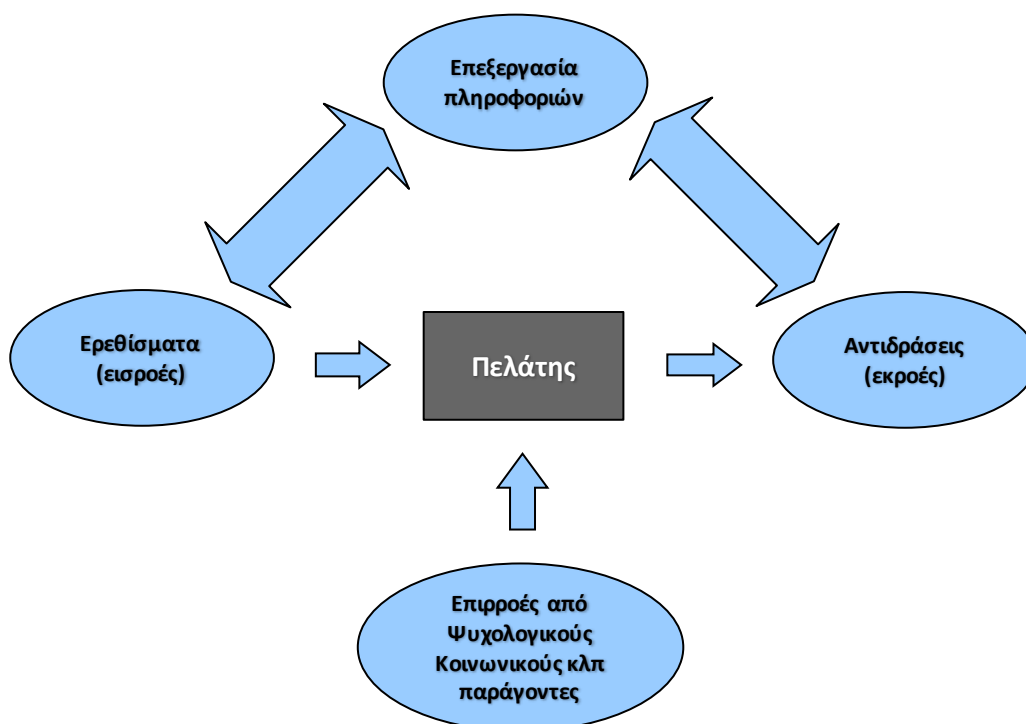 Επεξεργασία
πληροφοριών
Ερεθίσματα
(εισροές)
Πελάτης
Αντιδράσεις
(εκροές)
Επιρροές από
Ψυχολογικούς
Κοινωνικούς κλπ
παράγοντες